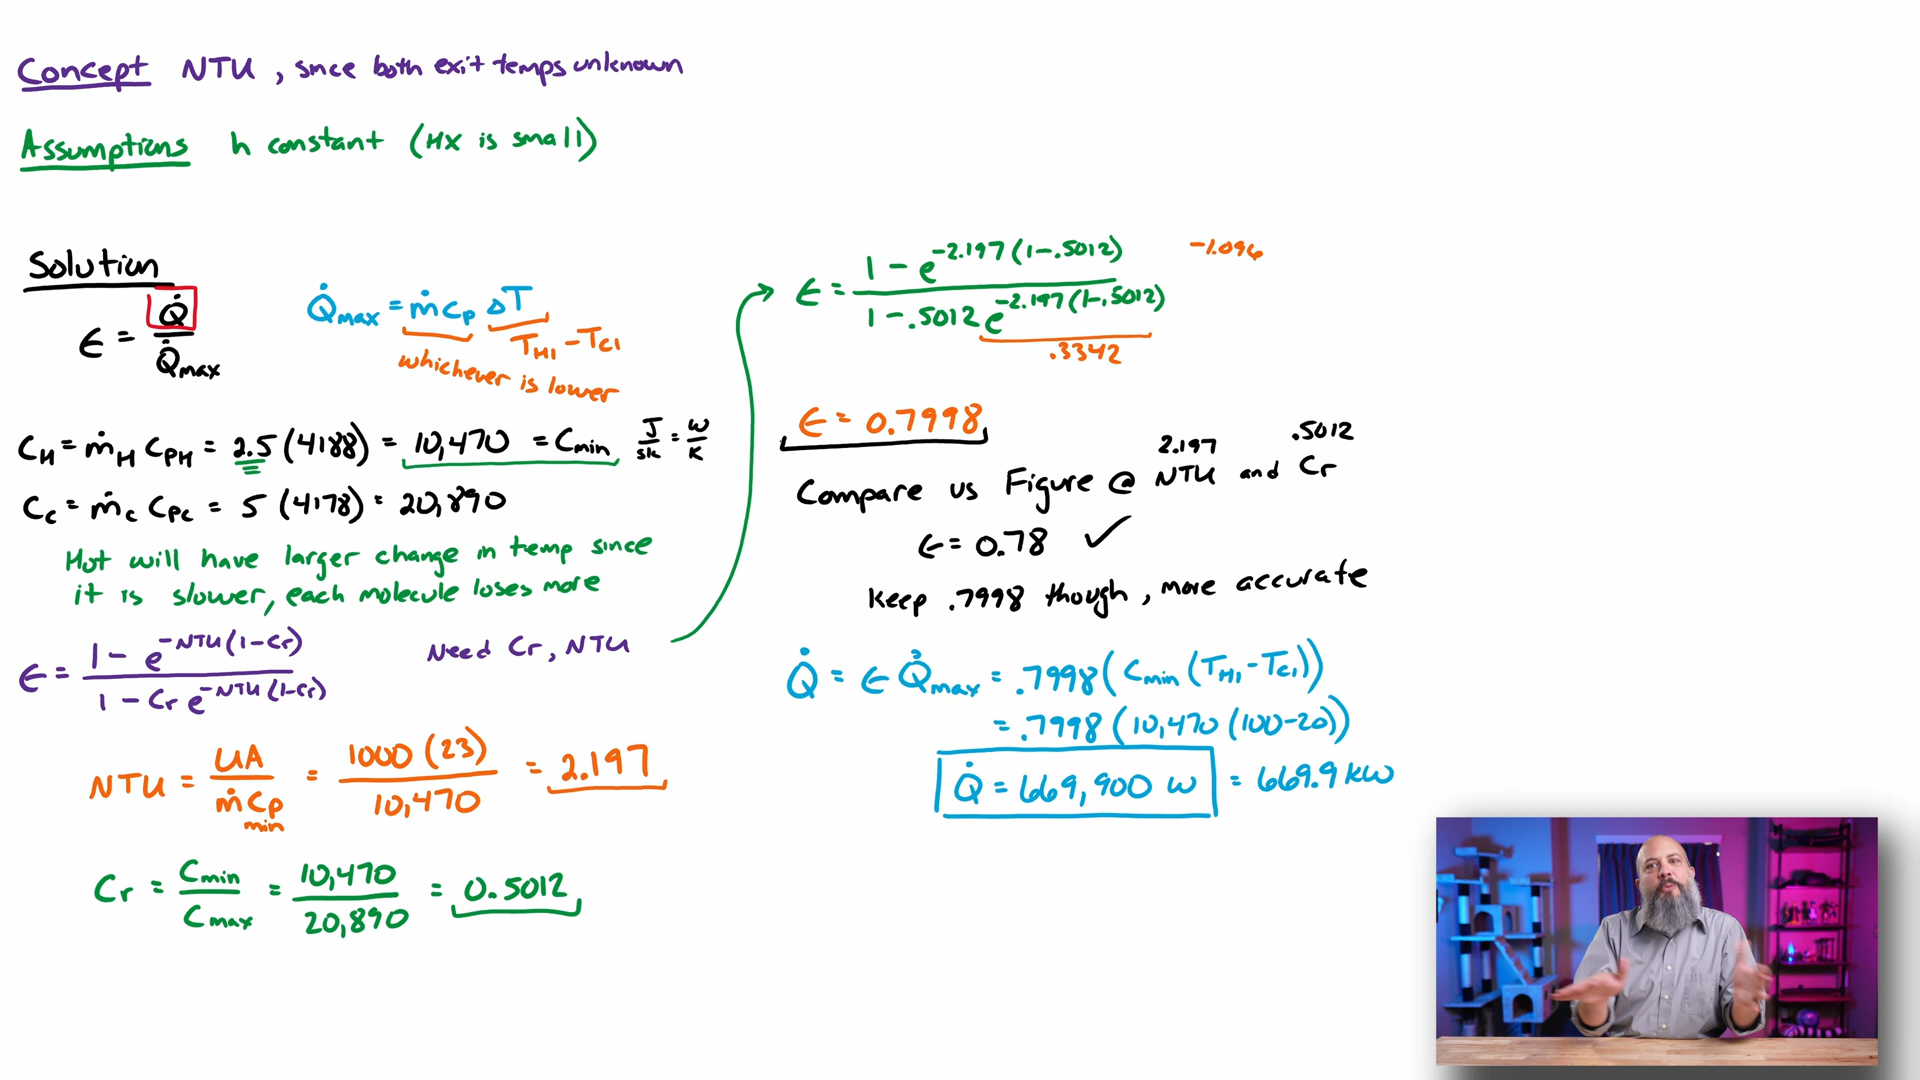 Concept NTU, since both exit temps unknown
Assumptions h constant (HX is small)
Solution
ϵ = Q̇ / Q̇max
Q̇max = ṁcp ΔT
whichever is lower
TH1 - TC1
CH = ṁH CPH = 2.5 (4188) = 10,470 = Cmin J/sK = W/K
Cc = ṁc CPc = 5 (4178) = 20,890
Hot will have larger change in temp since
it is slower, each molecule loses more
ϵ = 1 - e^-NTU(1-Cr) / 1 - Cr e^-NTU(1-Cr)
Need Cr, NTU
NTU = UA / ṁcp min = 1000 (23) / 10,470 = 2.197
Cr = Cmin / Cmax = 10,470 / 20,890 = 0.5012
ϵ = 1 - e^-2.197(1-.5012) / 1 - .5012 e^-2.197(1-.5012)
-1.096
.3342
ϵ = 0.7998
2.197 .5012
Compare vs Figure @ NTU and Cr
ϵ = 0.78 ✓
Keep .7998 though, more accurate
Q̇ = ϵ Q̇max = .7998 (Cmin (TH1 - TC1))
= .7998 (10,470 (100-20))
Q̇ = 669,900 W = 669.9 kW